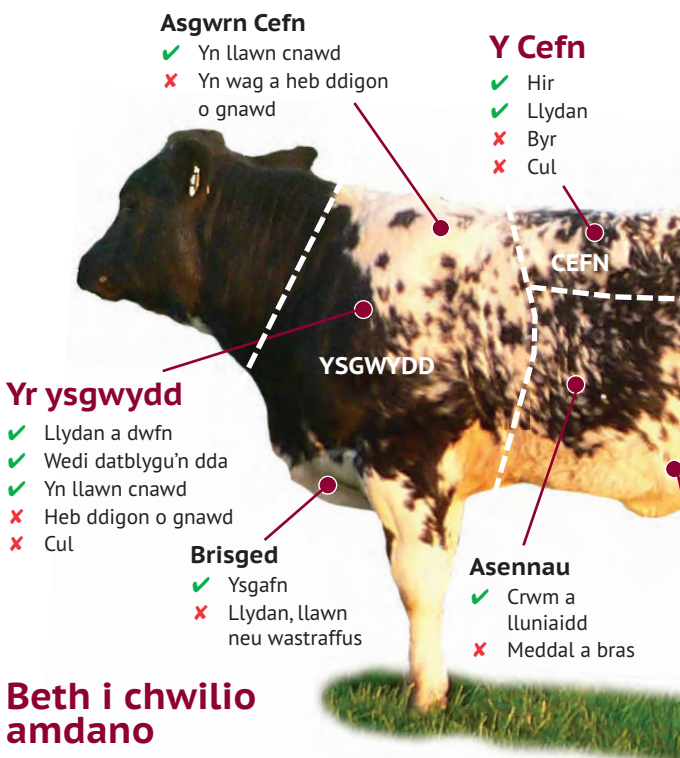 Asgwrn Cefn
✔ Yn llawn cnawd
✘ Yn wag a heb ddigon
o gnawd
Y Cefn
✔ Hir
✔ Llydan
✘ Byr
✘ Cul
CEFN
YSGWYDD
Yr ysgwydd
✔ Llydan a dwfn
✔ Wedi datblygu'n dda
✔ Yn llawn cnawd
✘ Heb ddigon o gnawd
✘ Cul
Brisged
✔ Ysgafn
✘ Llydan, llawn
neu wastraffus
Asennau
✔ Crwm a
lluniaidd
✘ Meddal a bras
Beth i chwilio
amdano